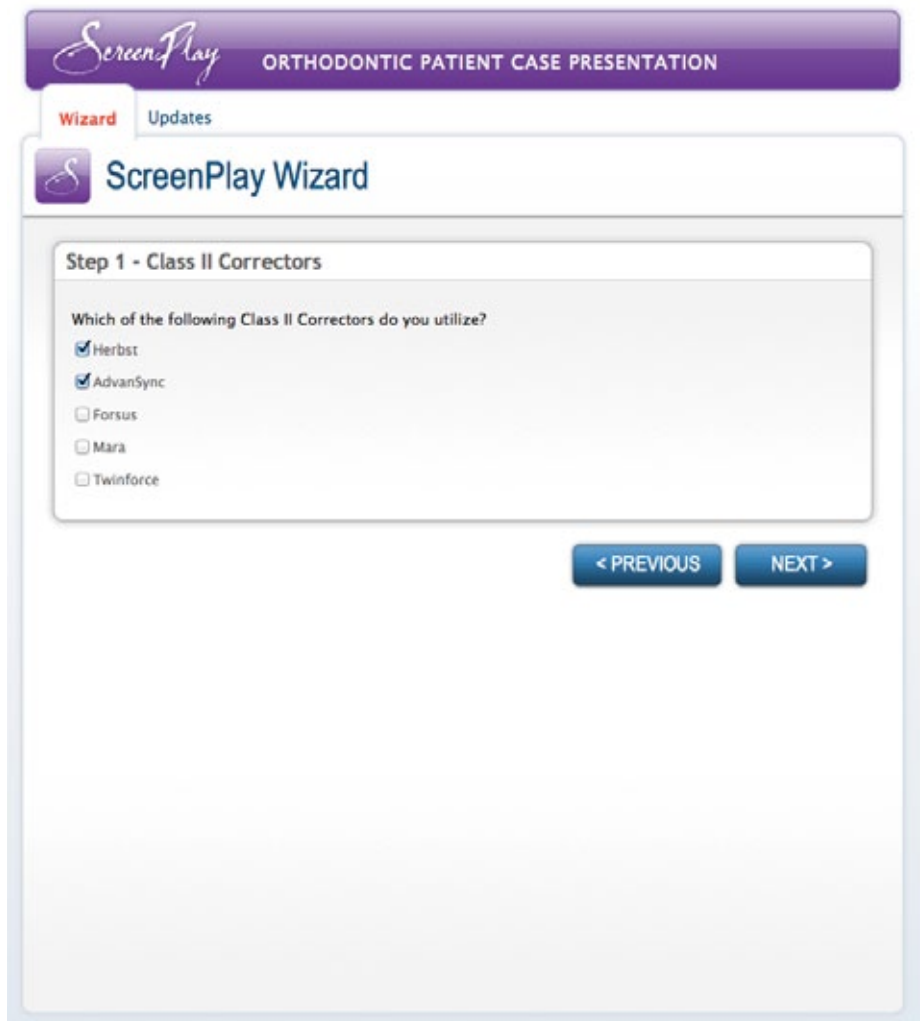 ScreenPlay ORTHODONTIC PATIENT CASE PRESENTATION
Wizard Updates
S ScreenPlay Wizard
Step 1 - Class II Correctors
Which of the following Class II Correctors do you utilize?
Herbst
AdvanSync
Forsus
Mara
Twinforce
< PREVIOUS NEXT >